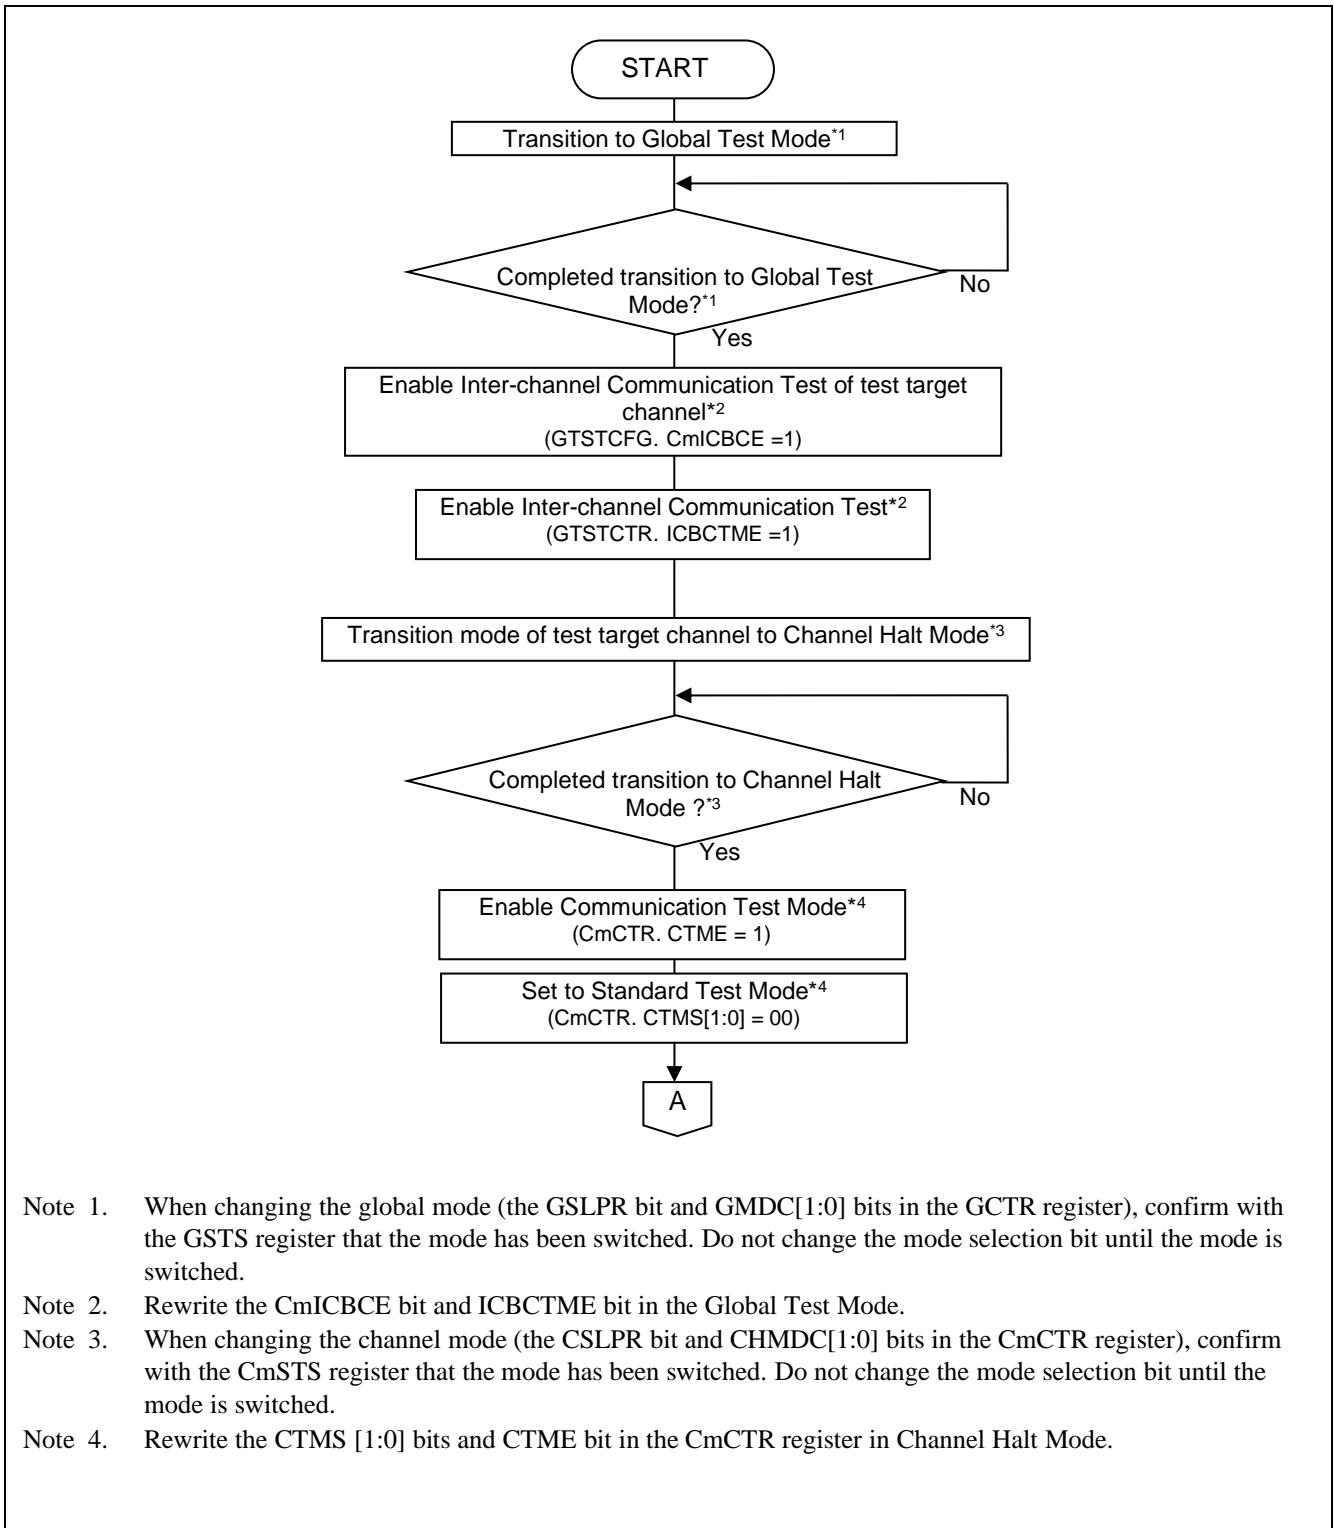 START
Transition to Global Test Mode*1
Completed transition to Global Test
Mode?*1
No
Yes
Enable Inter-channel Communication Test of test target
channel*2
(GTSTCFG. CmICBCE =1)
Enable Inter-channel Communication Test*2
(GTSTCTR. ICBCTME =1)
Transition mode of test target channel to Channel Halt Mode*3
Completed transition to Channel Halt
Mode ?*3
No
Yes
Enable Communication Test Mode*4
(CmCTR. CTME = 1)
Set to Standard Test Mode*4
(CmCTR. CTMS[1:0] = 00)
A
Note 1. When changing the global mode (the GSLPR bit and GMDC[1:0] bits in the GCTR register), confirm with
the GSTS register that the mode has been switched. Do not change the mode selection bit until the mode is
switched.
Note 2. Rewrite the CmICBCE bit and ICBCTME bit in the Global Test Mode.
Note 3. When changing the channel mode (the CSLPR bit and CHMDC[1:0] bits in the CmCTR register), confirm
with the CmSTS register that the mode has been switched. Do not change the mode selection bit until the
mode is switched.
Note 4. Rewrite the CTMS [1:0] bits and CTME bit in the CmCTR register in Channel Halt Mode.